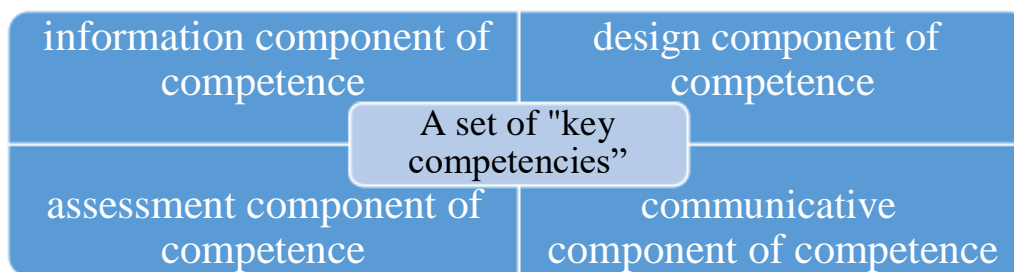 information component of
competence
design component of
competence
A set of "key
competencies”
assessment component of
competence
communicative
component of competence